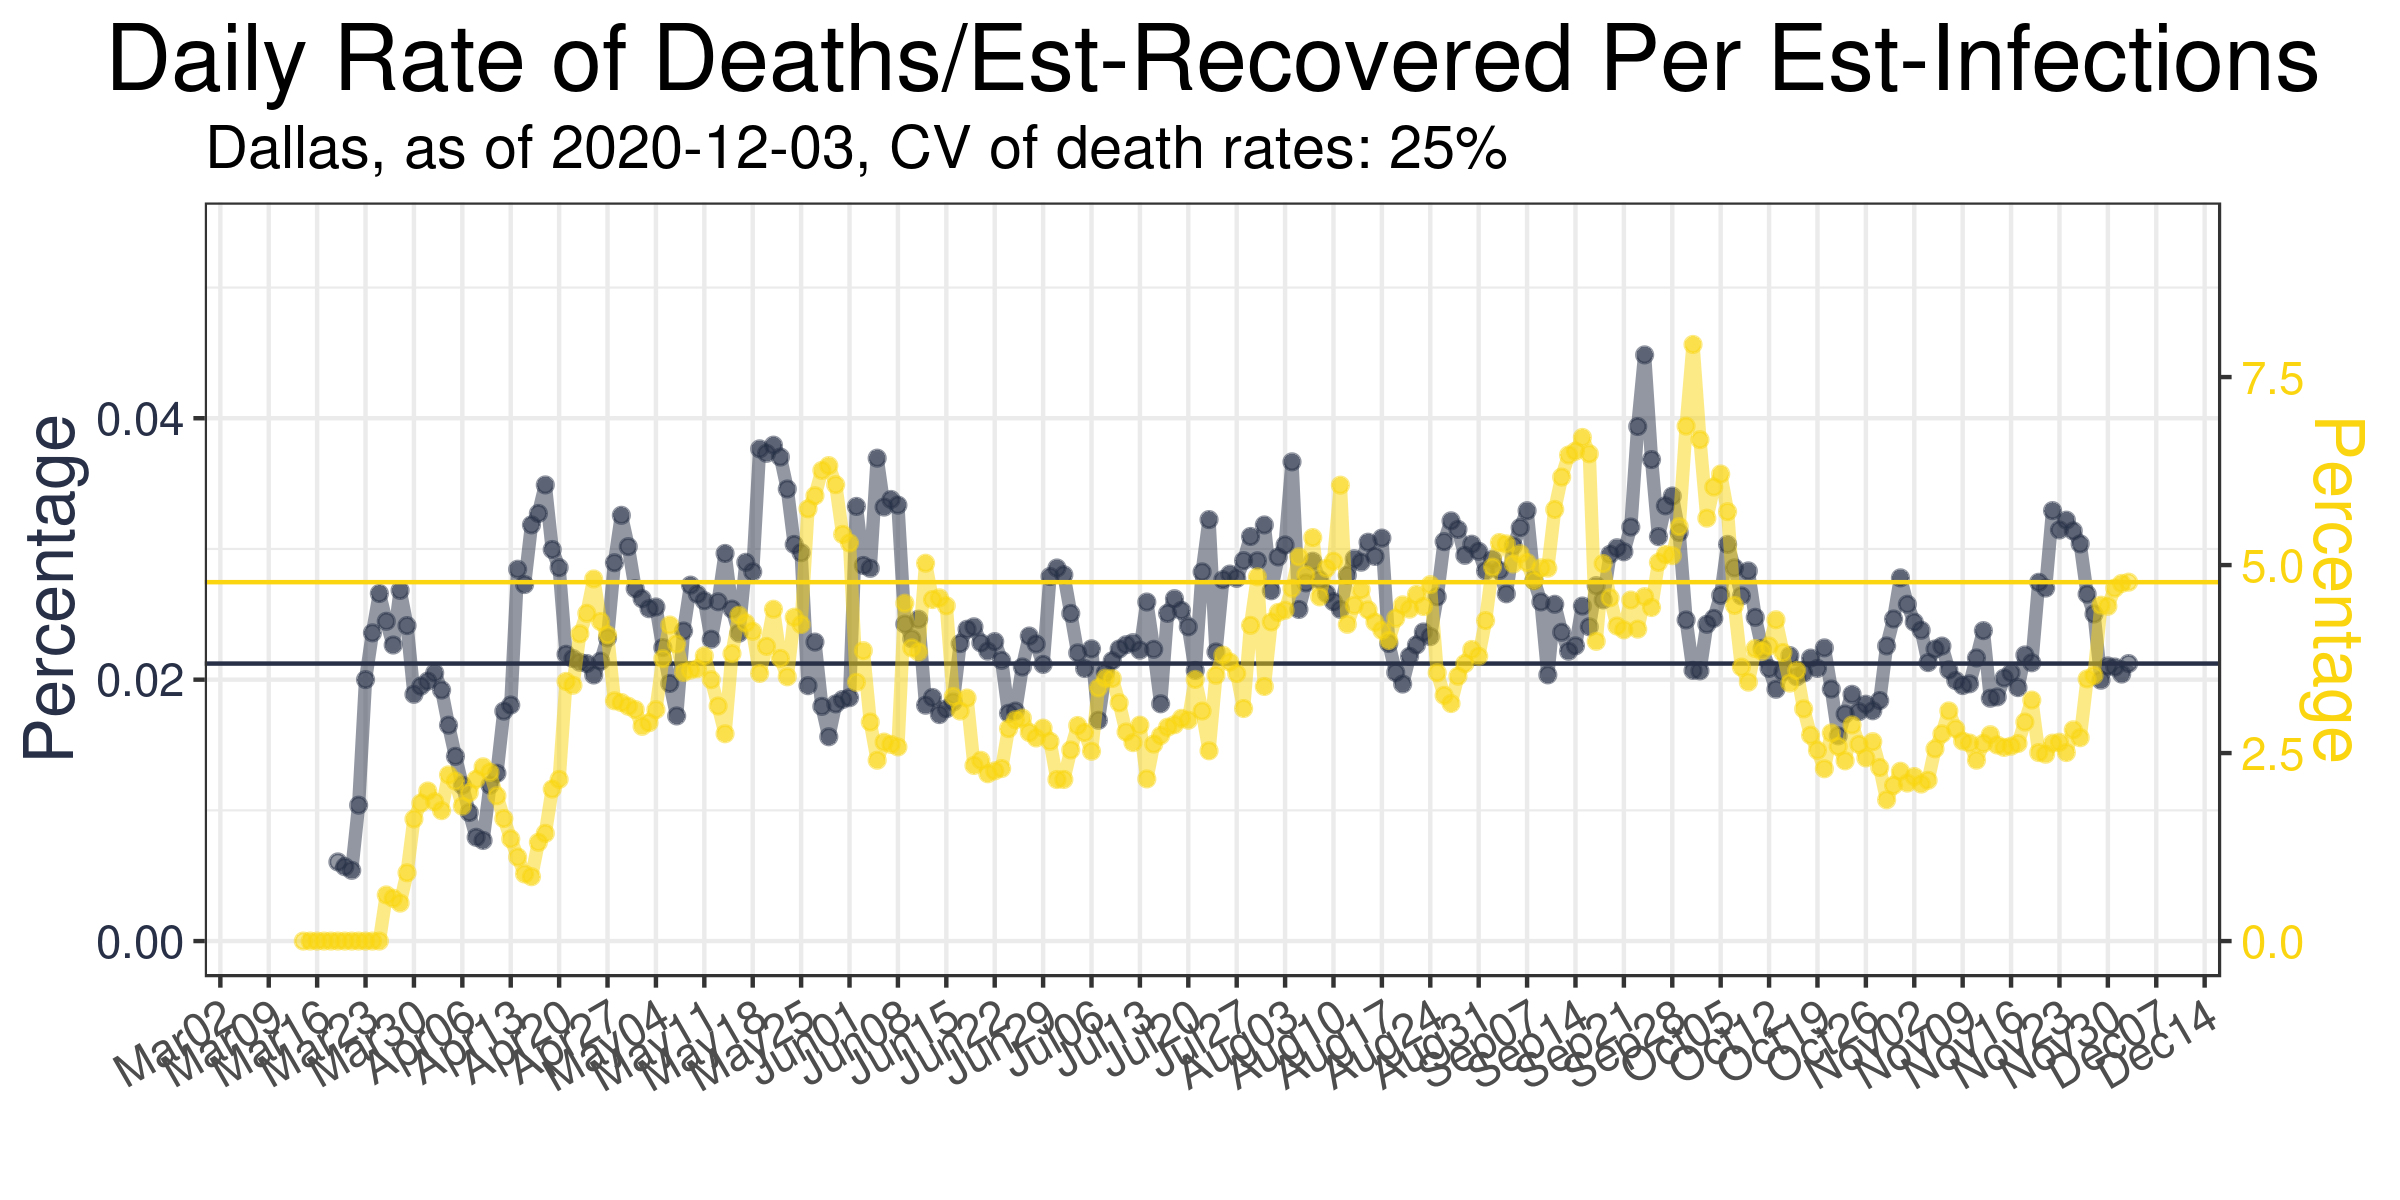 Daily Rate of Deaths/Est-Recovered Per Est-Infections
Dallas, as of 2020-12-03, CV of death rates: 25%
Percentage
0.04
0.02
0.00
7.5
5.0
2.5
0.0
Percentage
Mar02
Mar09
Mar16
Mar23
Mar30
Apr06
Apr13
Apr20
Apr27
May04
May11
May18
May25
Jun01
Jun08
Jun15
Jun22
Jun29
Jul06
Jul13
Jul20
Jul27
Aug03
Aug10
Aug17
Aug24
Aug31
Sep07
Sep14
Sep21
Sep28
Oct05
Oct12
Oct19
Oct26
Nov02
Nov09
Nov16
Nov23
Nov30
Dec07
Dec14